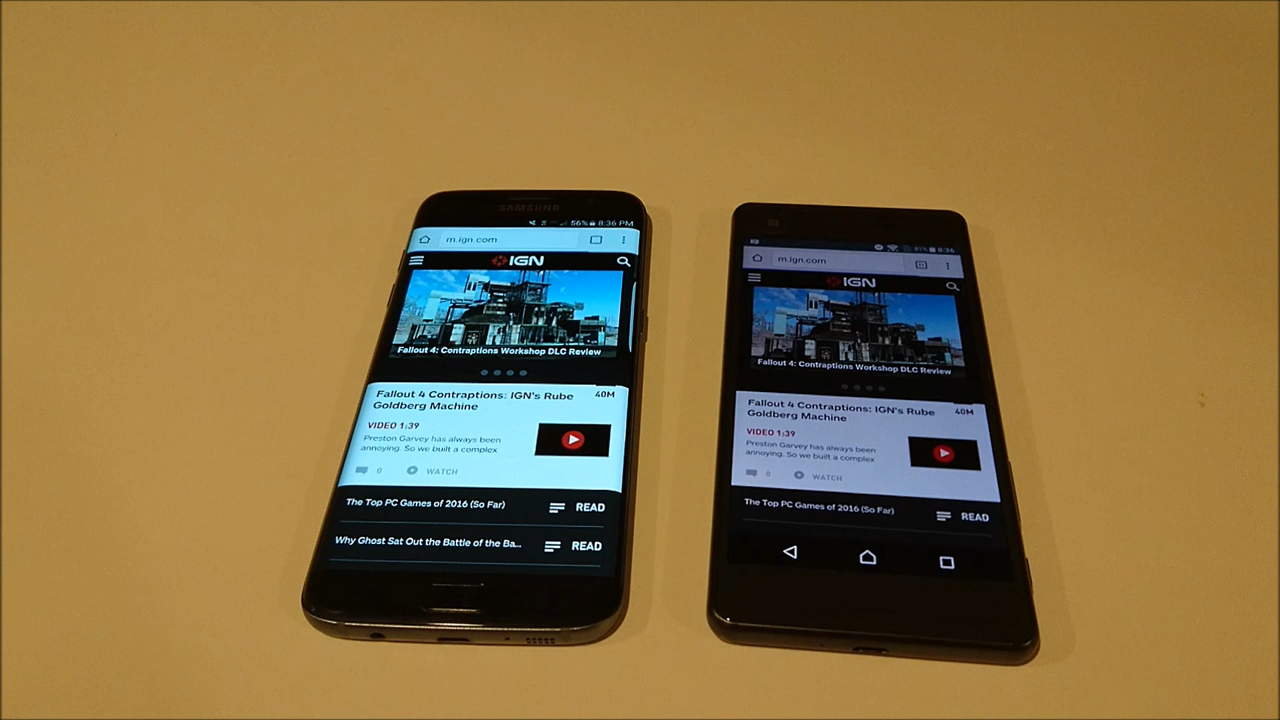 SAMSUNG
56% 8:36 PM
m.ign.com
IGN
Fallout 4: Contraptions Workshop DLC Review
Fallout 4 Contraptions: IGN's Rube
Goldberg Machine
40M
VIDEO 1:39
Preston Garvey has always been
annoying. So we built a complex
0 WATCH
The Top PC Games of 2016 (So Far)
READ
Why Ghost Sat Out the Battle of the Ba...
READ
8:36
m.ign.com
IGN
Fallout 4: Contraptions Workshop DLC Review
Fallout 4 Contraptions: IGN's Rube
Goldberg Machine
40M
VIDEO 1:39
Preston Garvey has always been
annoying. So we built a complex
0 WATCH
The Top PC Games of 2016 (So Far)
READ